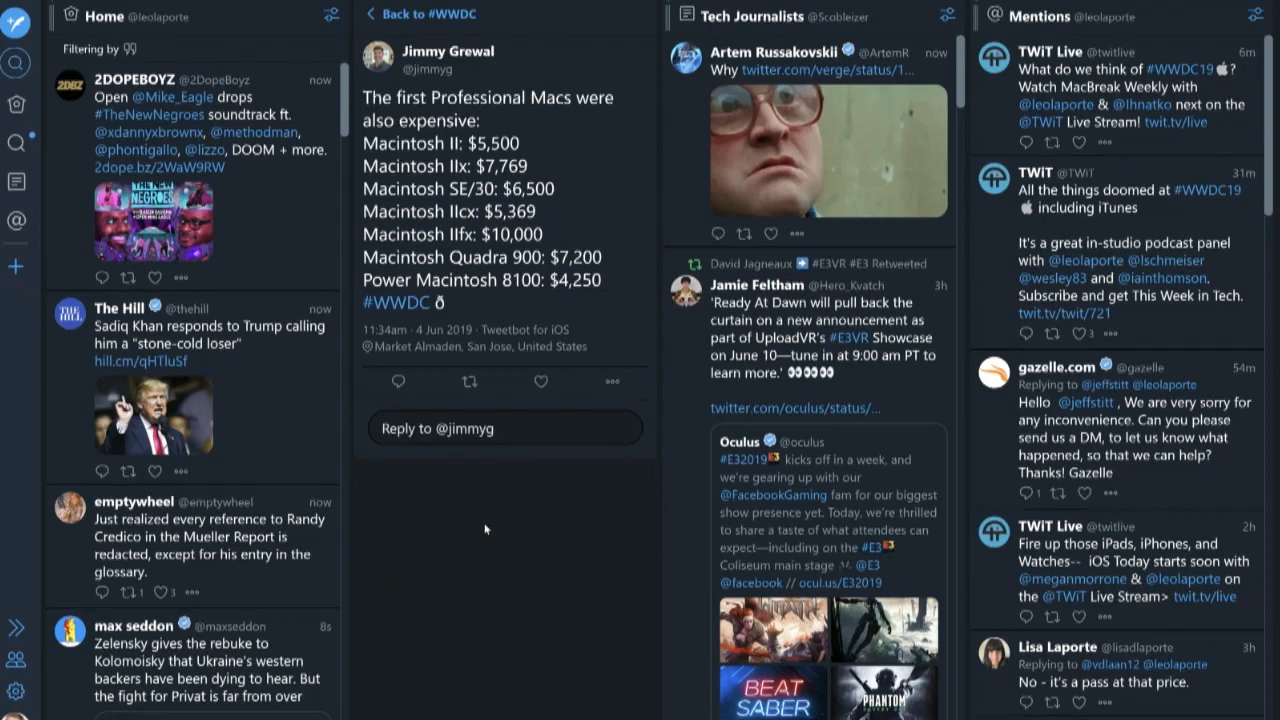 Home @leolaporte
Filtering by
2DOPEBOYZ @2DopeBoyz now
Open @Mike_Eagle drops
#TheNewNegroes soundtrack ft.
@xdannyxbrownx, @methodman,
@phontigallo, @lizzo, DOOM + more.
2dope.bz/2WaW9RW
2DBZ
THE NEW
NEGROES
The Hill @thehill now
Sadiq Khan responds to Trump calling
him a "stone-cold loser"
hill.cm/qHTIuSf
THE
HILL
emptywheel @emptywheel now
Just realized every reference to Randy
Credico in the Mueller Report is
redacted, except for his entry in the
glossary.
1 3
max seddon @maxseddon 8s
Zelensky gives the rebuke to
Kolomoisky that Ukraine's western
backers have been dying to hear. But
the fight for Privat is far from over
Back to #WWDC
Jimmy Grewal
@jimmyg
The first Professional Macs were
also expensive:
Macintosh II: $5,500
Macintosh IIx: $7,769
Macintosh SE/30: $6,500
Macintosh IIcx: $5,369
Macintosh IIfx: $10,000
Macintosh Quadra 900: $7,200
Power Macintosh 8100: $4,250
#WWDC ð
11:34am · 4 Jun 2019 · Tweetbot for iOS
Market Almaden, San Jose, United States
Reply to @jimmyg
Tech Journalists @Scobleizer
Artem Russakovskii @ArtemR now
Why twitter.com/verge/status/1...
David Jagneaux ➡ #E3VR #E3 Retweeted
Jamie Feltham @Hero_Kvatch 3h
'Ready At Dawn will pull back the
curtain on a new announcement as
part of UploadVR's #E3VR Showcase
on June 10—tune in at 9:00 am PT to
learn more.' 👀👀👀
twitter.com/oculus/status/...
Oculus @oculus
#E32019 kicks off in a week, and
we're gearing up with our
@FacebookGaming fam for our biggest
show presence yet. Today, we're thrilled
to share a taste of what attendees can
expect—including on the #E3
Coliseum main stage @E3
@facebook // ocul.us/E32019
BEAT
SABER
PHANTOM
Mentions @leolaporte
TWiT Live @twitlive 6m
What do we think of #WWDC19 ?
Watch MacBreak Weekly with
@leolaporte & @Ihnatko next on the
@TWiT Live Stream! twit.tv/live
TWiT @TWiT 31m
All the things doomed at #WWDC19
including iTunes
It's a great in-studio podcast panel
with @leolaporte @lschmeiser
@wesley83 and @iainthomson.
Subscribe and get This Week in Tech.
twit.tv/twit/721
3
gazelle.com @gazelle 54m
Replying to @jeffstitt @leolaporte
Hello @jeffstitt , We are very sorry for
any inconvenience. Can you please
send us a DM, to let us know what
happened, so that we can help?
Thanks! Gazelle
1
TWiT Live @twitlive 2h
Fire up those iPads, iPhones, and
Watches-- iOS Today starts soon with
@meganmorrone & @leolaporte on
the @TWiT Live Stream> twit.tv/live
Lisa Laporte @lisadlaporte 3h
Replying to @vdlaan12 @leolaporte
No - it's a pass at that price.